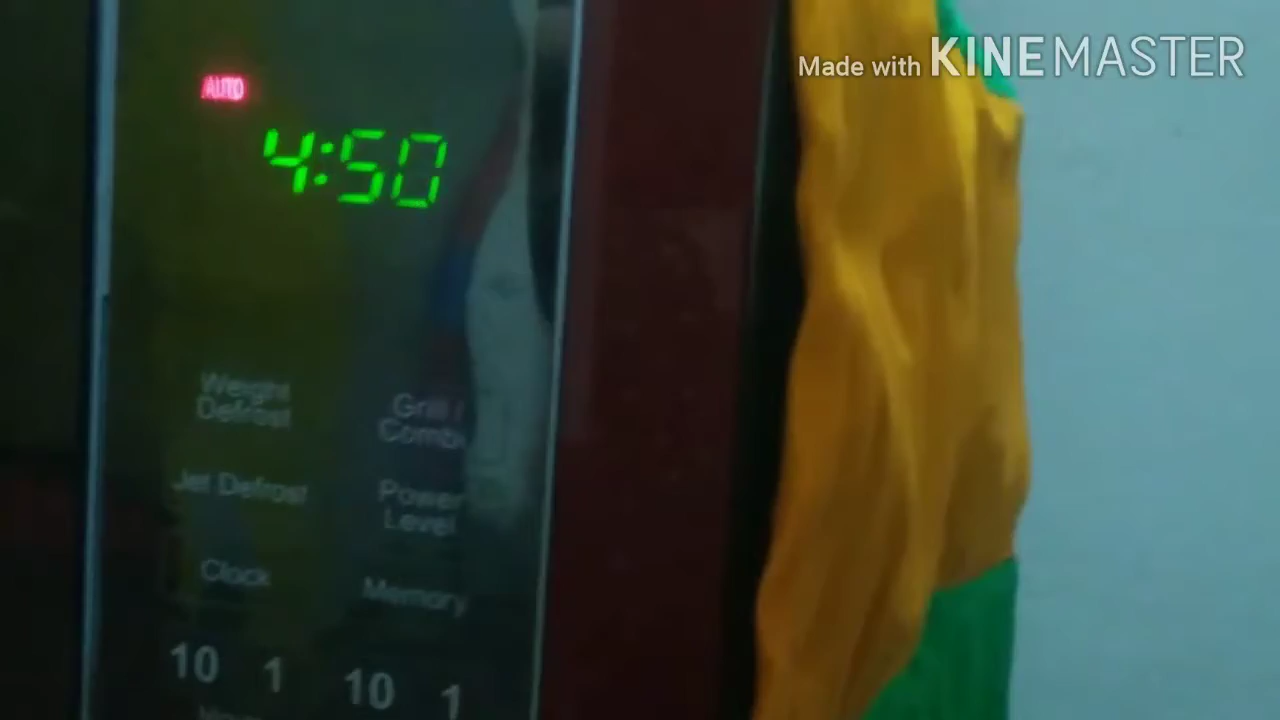 Made with KINEMASTER
AUTO
4:50
Weight
Defrost
Grill /
Combi
Jet Defrost
Power
Level
Clock
Memory
10 1 10 1